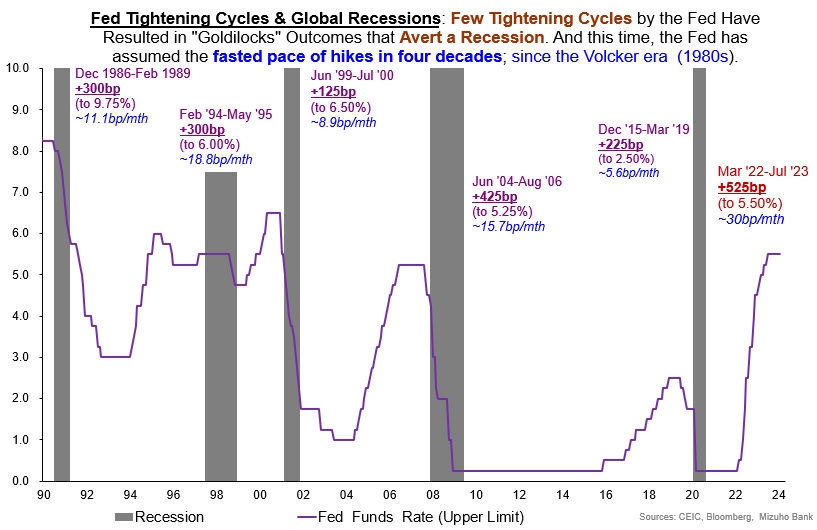 Fed Tightening Cycles & Global Recessions: Few Tightening Cycles by the Fed Have
Resulted in "Goldilocks" Outcomes that Avert a Recession. And this time, the Fed has
assumed the fasted pace of hikes in four decades; since the Volcker era (1980s).
10.0
9.0
8.0
7.0
6.0
5.0
4.0
3.0
2.0
1.0
0.0
Dec 1986-Feb 1989
+300bp
(to 9.75%)
~11.1bp/mth
Feb '94-May '95
+300bp
(to 6.00%)
~18.8bp/mth
Jun '99-Jul '00
+125bp
(to 6.50%)
~8.9bp/mth
Jun '04-Aug '06
+425bp
(to 5.25%)
~15.7bp/mth
Dec '15-Mar '19
+225bp
(to 2.50%)
~5.6bp/mth
Mar '22-Jul '23
+525bp
(to 5.50%)
~30bp/mth
90 92 94 96 98 00 02 04 06 08 10 12 14 16 18 20 22 24
Recession
Fed Funds Rate (Upper Limit)
Sources: CEIC, Bloomberg, Mizuho Bank